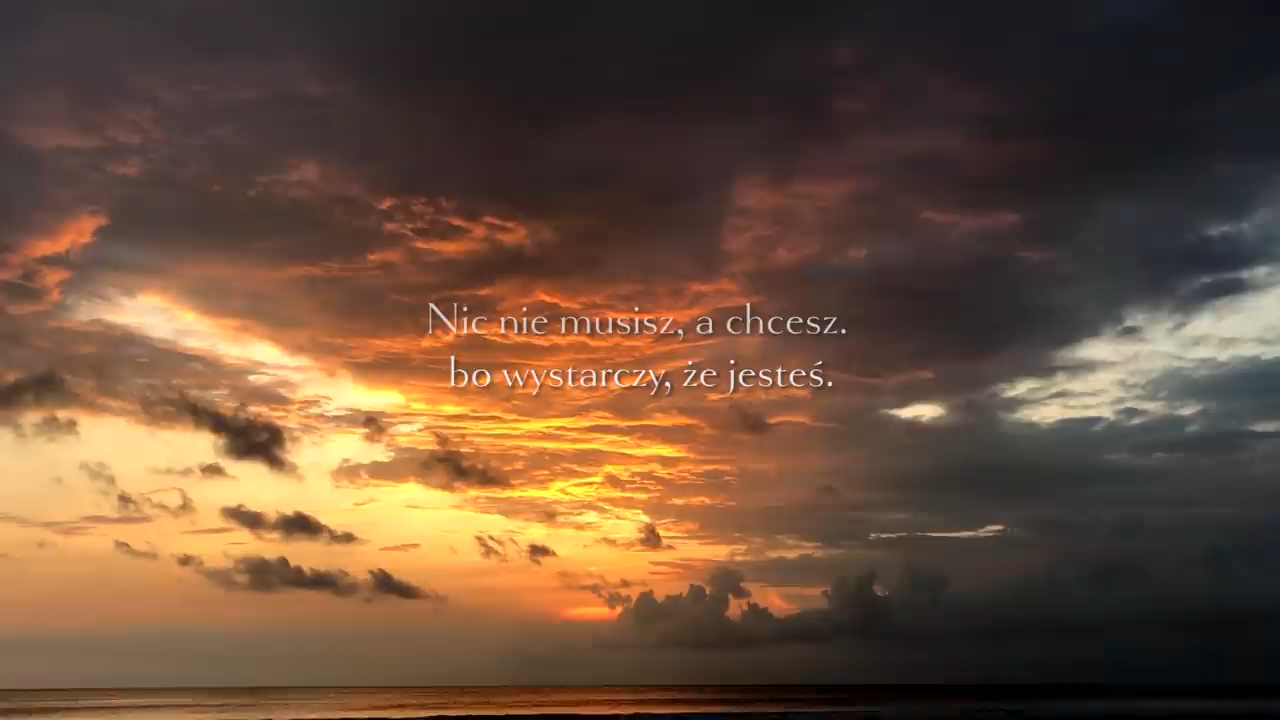 Nic nie musisz, a chcesz.
bo wystarczy, że jesteś.